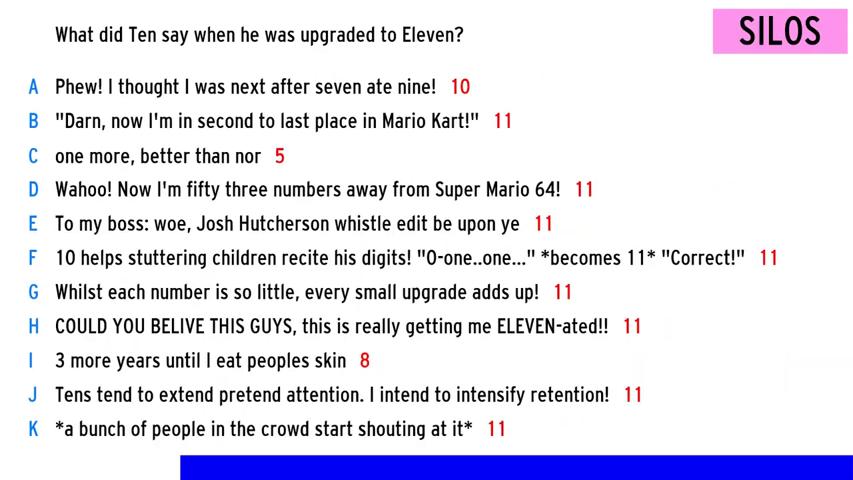 SILOS
What did Ten say when he was upgraded to Eleven?
A Phew! I thought I was next after seven ate nine! 10
B "Darn, now I'm in second to last place in Mario Kart!" 11
C one more, better than nor 5
D Wahoo! Now I'm fifty three numbers away from Super Mario 64! 11
E To my boss: woe, Josh Hutcherson whistle edit be upon ye 11
F 10 helps stuttering children recite his digits! "O-one..one..." *becomes 11* "Correct!" 11
G Whilst each number is so little, every small upgrade adds up! 11
H COULD YOU BELIVE THIS GUYS, this is really getting me ELEVEN-ated!! 11
I 3 more years until I eat peoples skin 8
J Tens tend to extend pretend attention. I intend to intensify retention! 11
K *a bunch of people in the crowd start shouting at it* 11